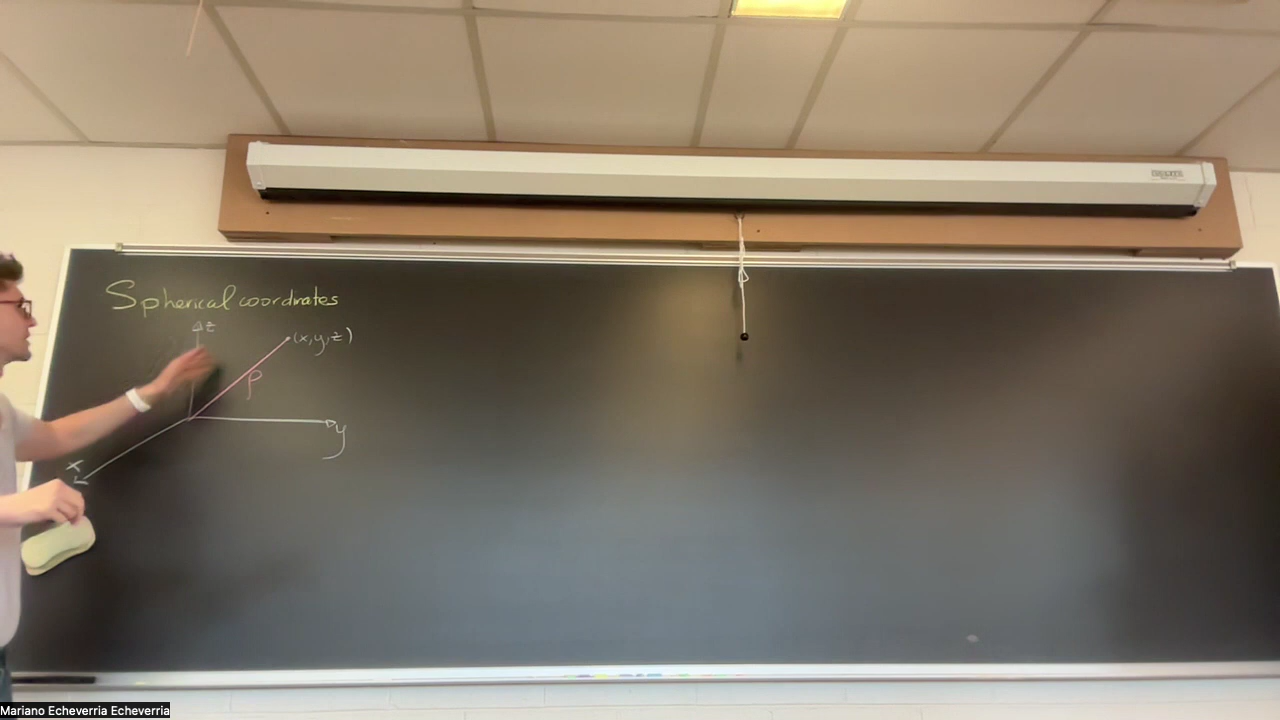 Spherical coordinates
z
(x,y,z)
ρ
y
x
Mariano Echeverria Echeverria